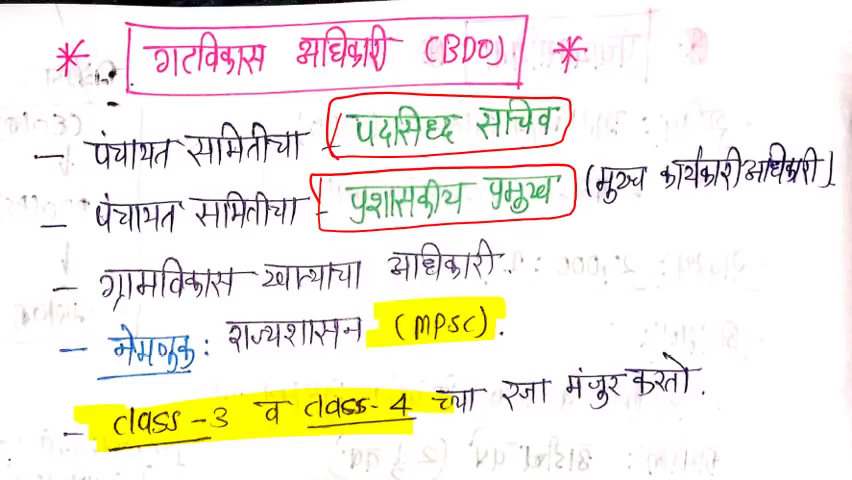 * गटविकास अधिकारी (BDO) *
– पंचायत समितीचा - पदसिध्द सचिव
– पंचायत समितीचा - प्रशासकीय प्रमुख (मुख्य कार्यकारी अधिकारी)
– ग्रामविकास खात्याचा अधिकारी.
– नेमणुक : राज्यशासन (MPSC).
– class -3 व class- 4 च्या रजा मंजुर करतो.